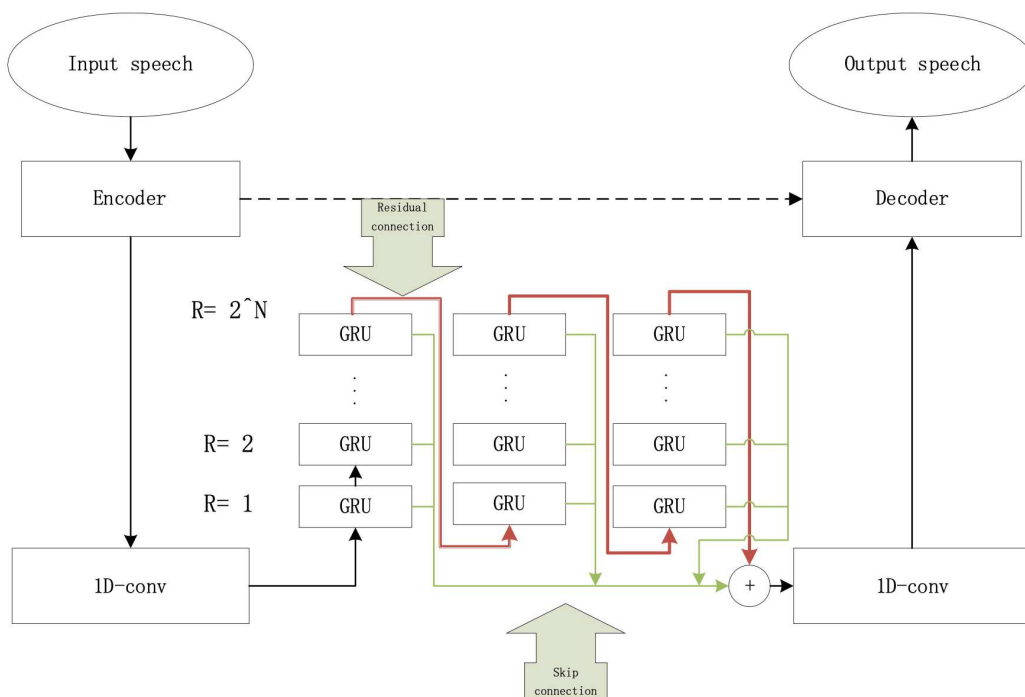 Input speech
Output speech
Encoder
Decoder
Residual
connection
R= 2^N
GRU
GRU
GRU
R= 2
GRU
GRU
GRU
R= 1
GRU
GRU
GRU
1D-conv
+
1D-conv
Skip
connection